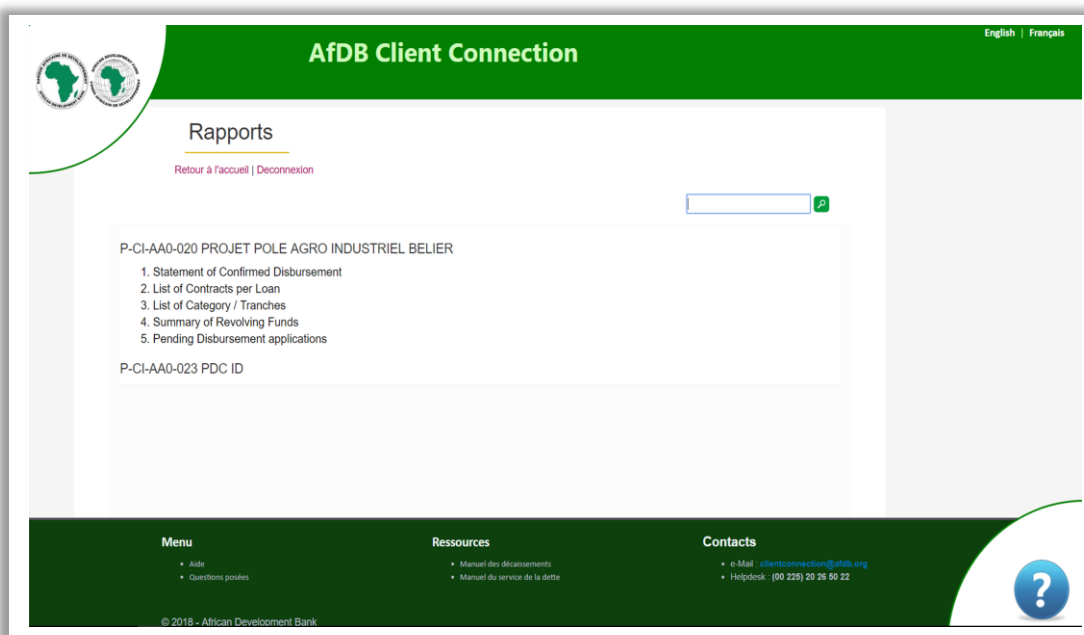 AfDB Client Connection
English | Français
Rapports
Retour à l'accueil | Deconnexion
P-CI-AA0-020 PROJET POLE AGRO INDUSTRIEL BELIER
1. Statement of Confirmed Disbursement
2. List of Contracts per Loan
3. List of Category / Tranches
4. Summary of Revolving Funds
5. Pending Disbursement applications
P-CI-AA0-023 PDC ID
Menu
• Aide
• Questions posées
Ressources
• Manuel des décaissements
• Manuel du service de la dette
Contacts
• e-Mail : clientconnection@afdb.org
• Helpdesk : (00 225) 20 26 50 22
© 2018 - African Development Bank
?